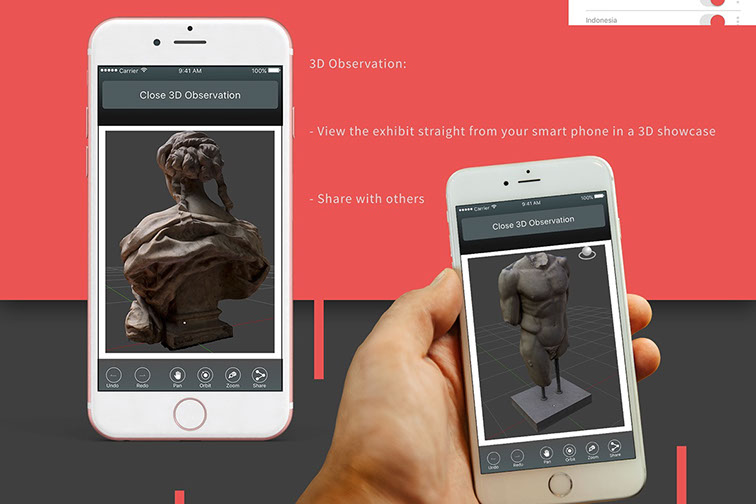 Indonesia
3D Observation:
- View the exhibit straight from your smart phone in a 3D showcase
- Share with others
Carrier 9:41 AM 100%
Close 3D Observation
Undo Redo Pan Orbit Zoom Share
Carrier 9:41 AM 100%
Close 3D Observation
Undo Redo Pan Orbit Zoom Share